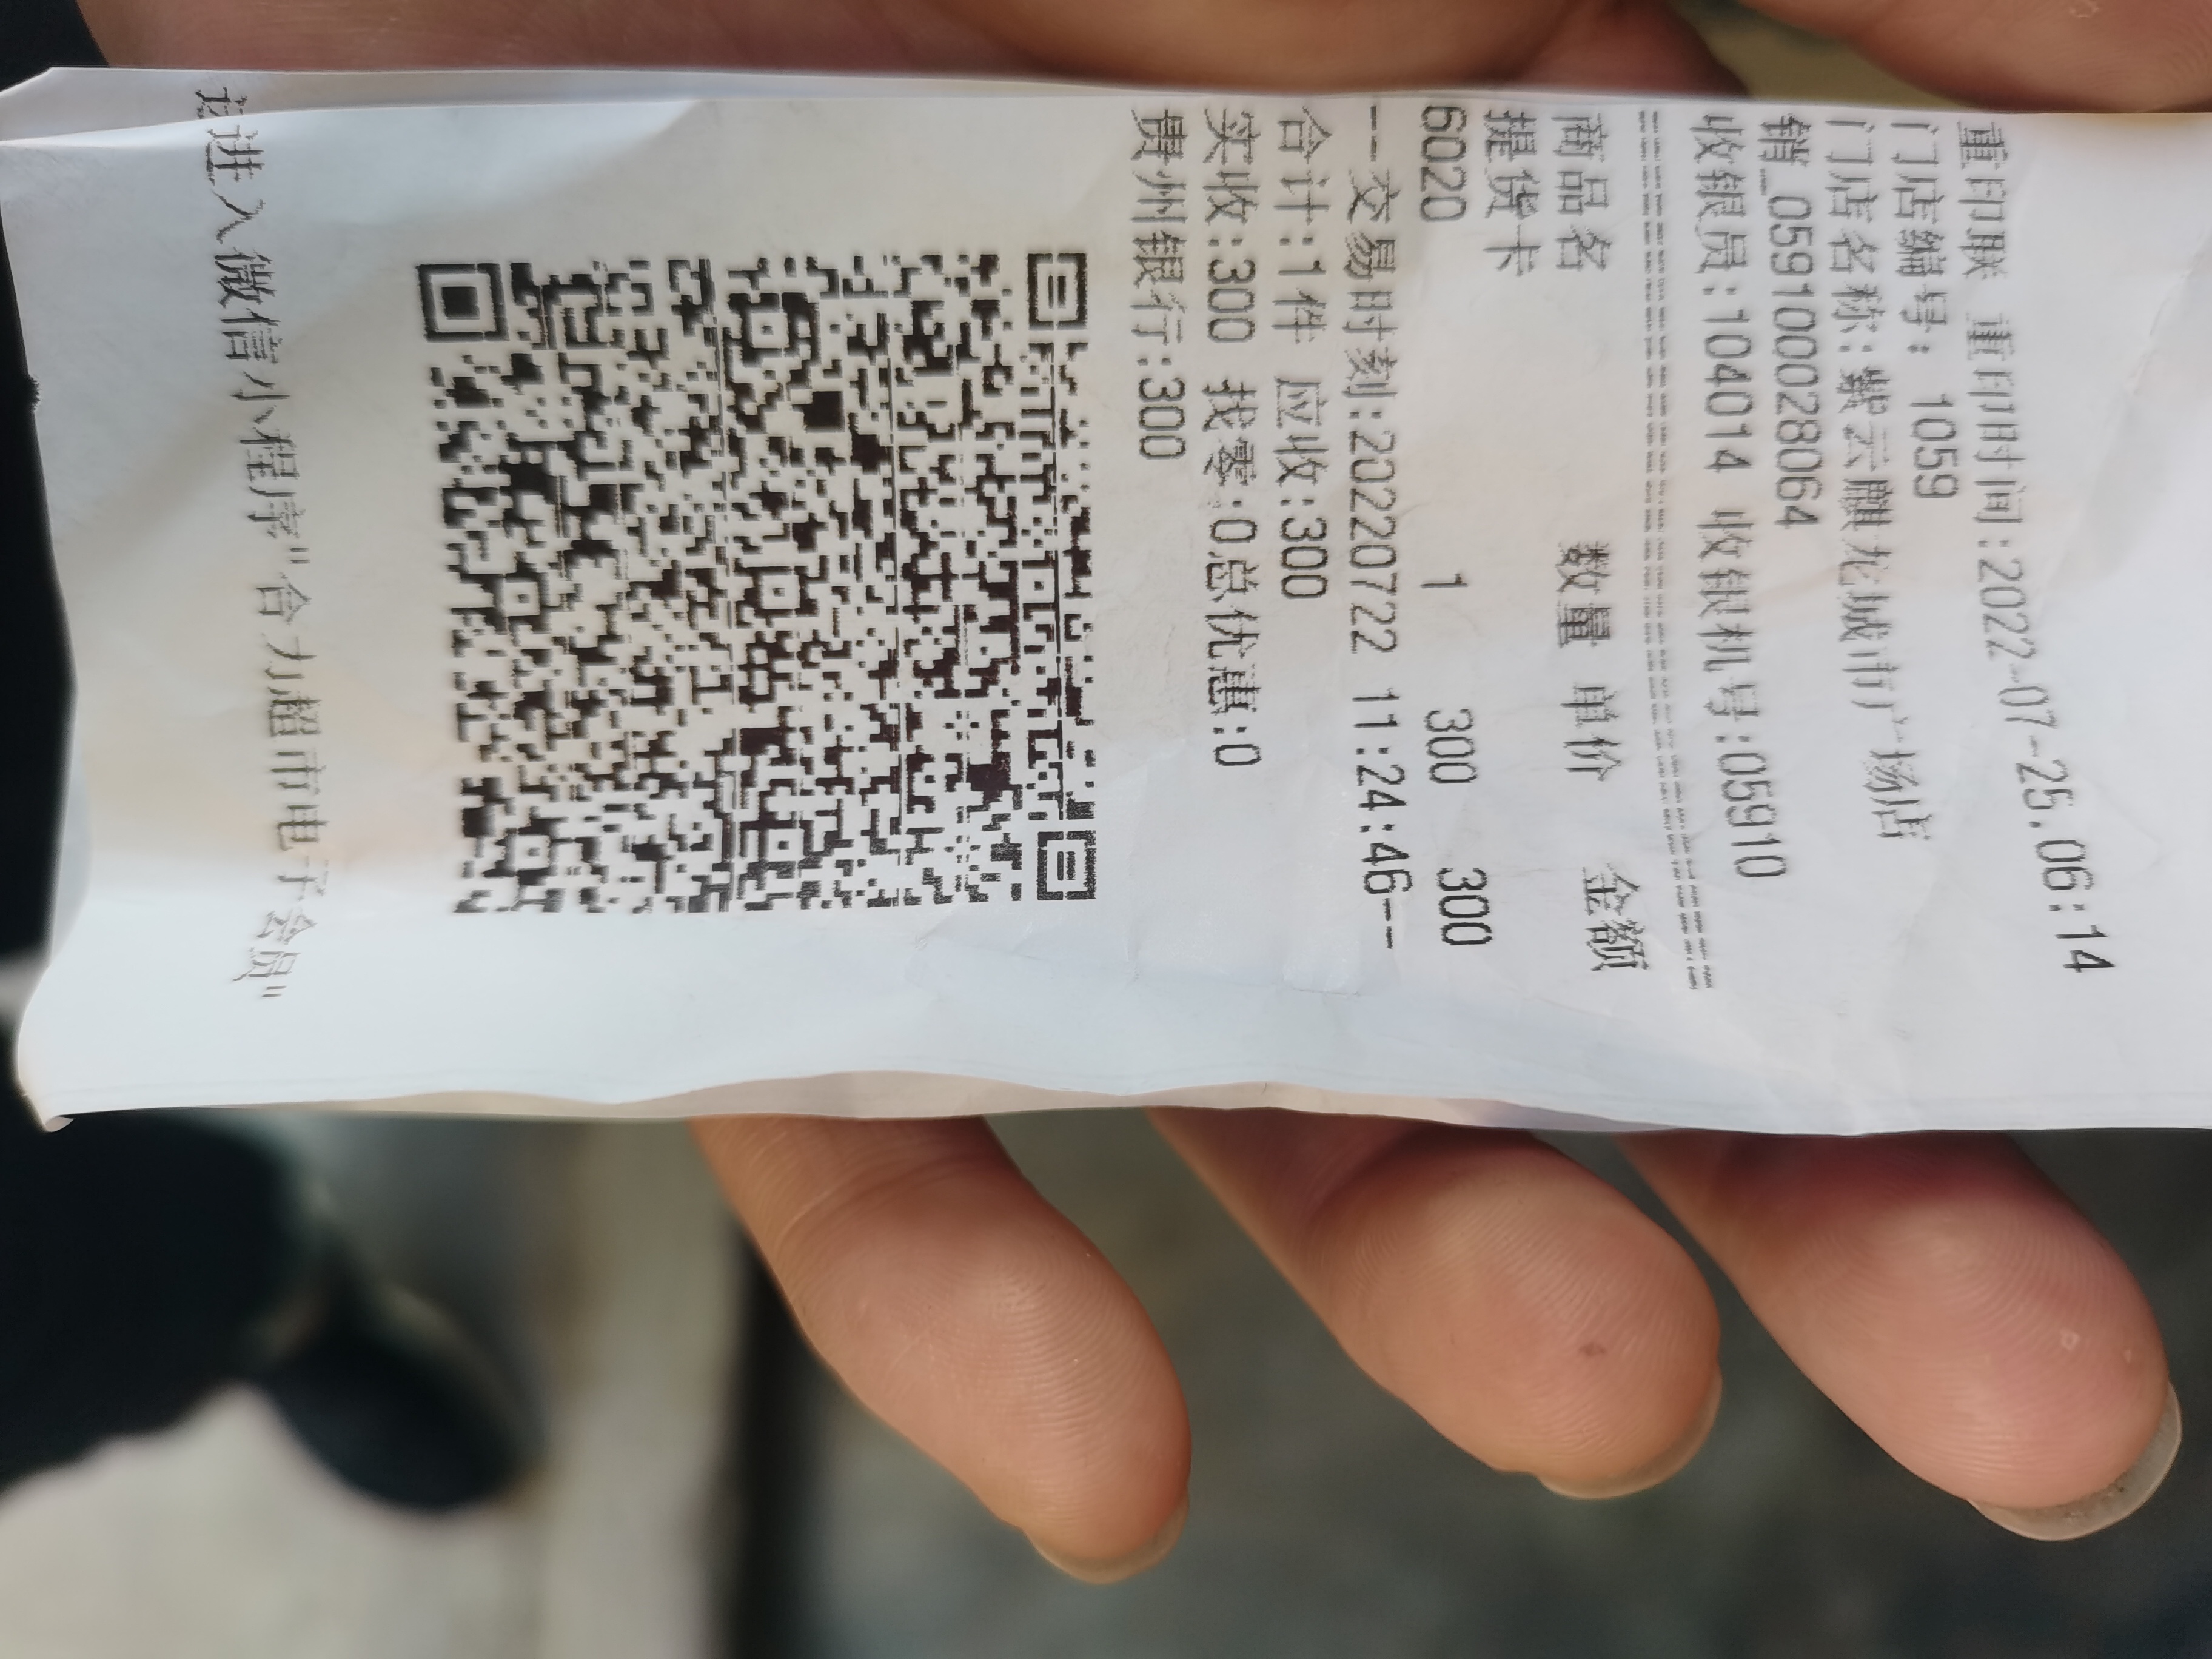 重印联 重印时间:2022-07-25.06:14
门店编号: 1059
门店名称:紫云麒龙城市广场店
销_0591000028064
收银员:104014 收银机号:05910
商品名 数量 单价 金额
提货卡
6020 1 300 300
--交易时刻:20220722 11:24:46--
合计:1件 应收:300
实收:300 找零:0总优惠:0
贵州银行:300
进入微信小程序"合力超市电子会员"